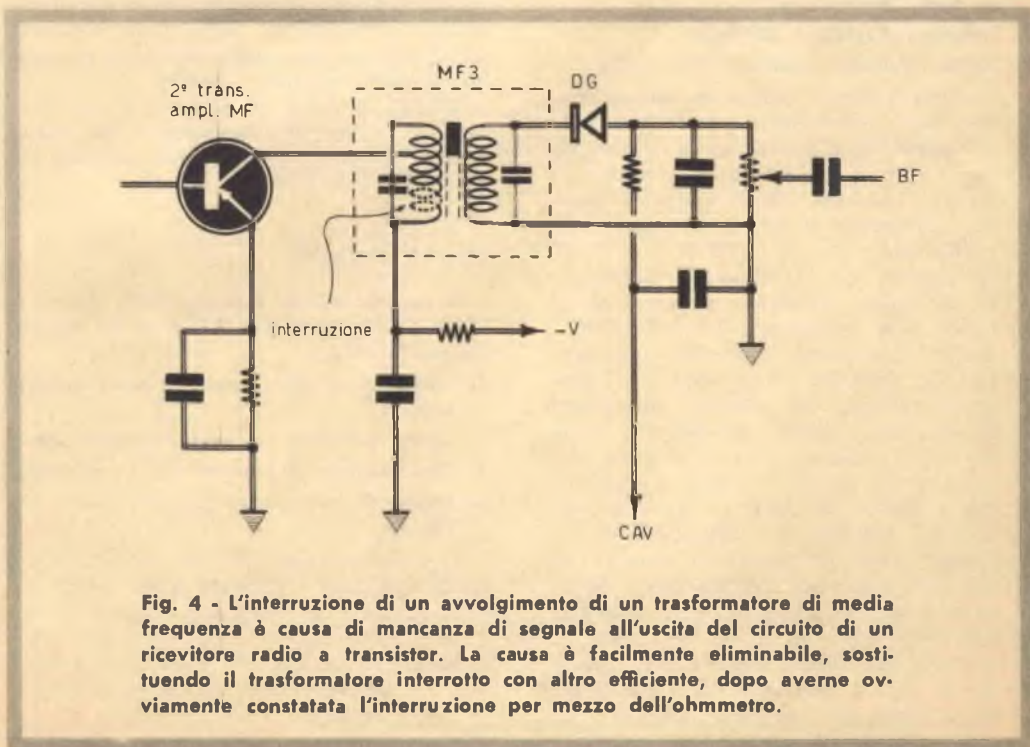 MF3
DG
2º trans.
ampl. MF
BF
interruzione
-V
CAV
Fig. 4 - L'interruzione di un avvolgimento di un trasformatore di media
frequenza è causa di mancanza di segnale all'uscita del circuito di un
ricevitore radio a transistor. La causa è facilmente eliminabile, sosti-
tuendo il trasformatore interrotto con altro efficiente, dopo averne ov-
viamente constatata l'interruzione per mezzo dell'ohmmetro.